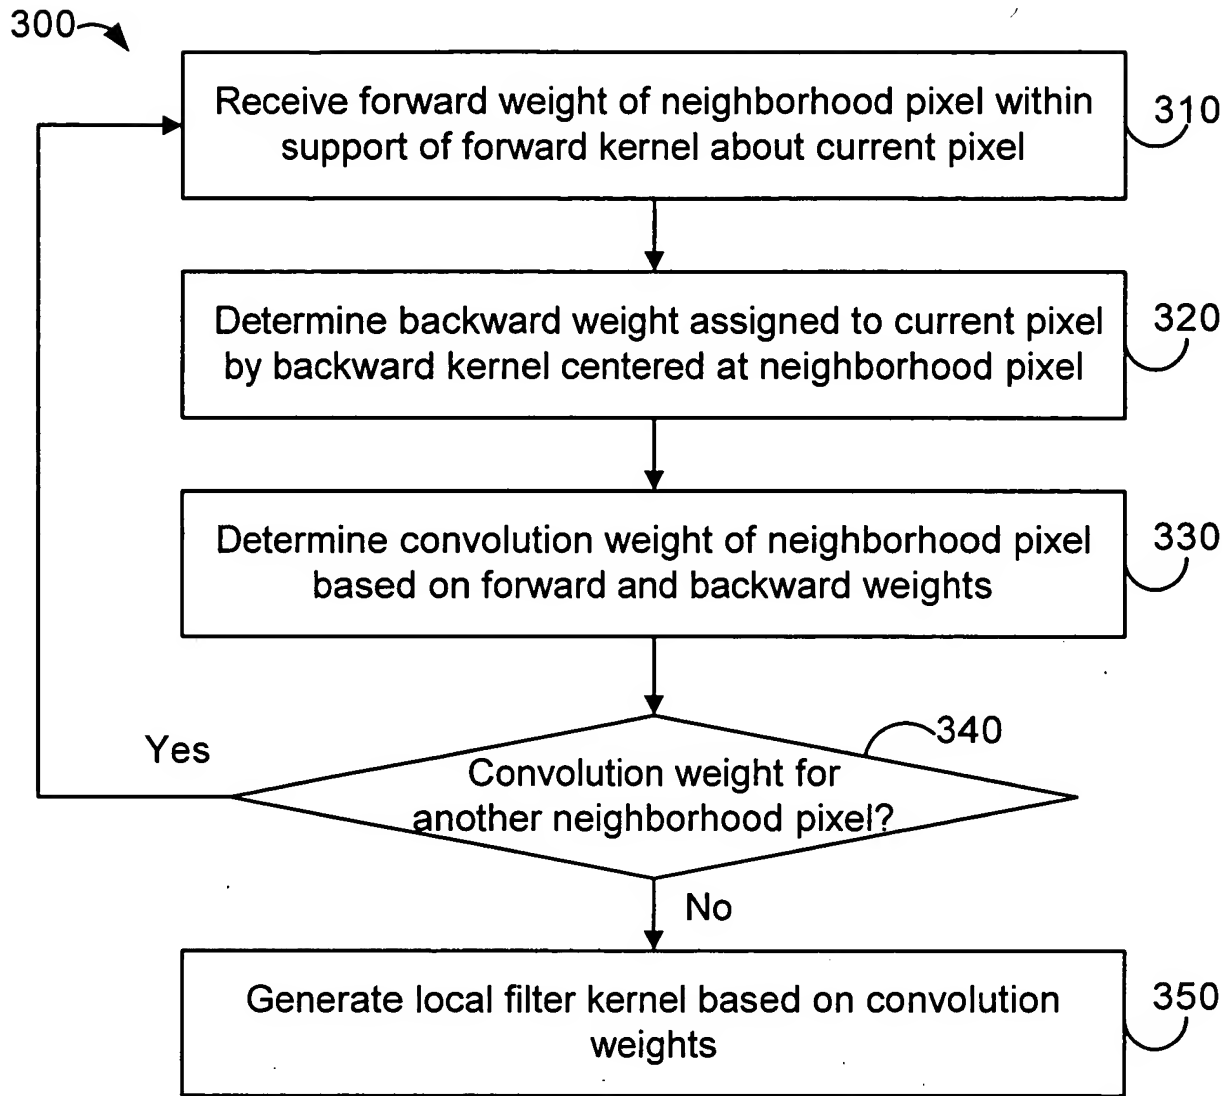 300
Receive forward weight of neighborhood pixel within
support of forward kernel about current pixel
310
Determine backward weight assigned to current pixel
by backward kernel centered at neighborhood pixel
320
Determine convolution weight of neighborhood pixel
based on forward and backward weights
330
340
Yes
Convolution weight for
another neighborhood pixel?
No
Generate local filter kernel based on convolution
weights
350